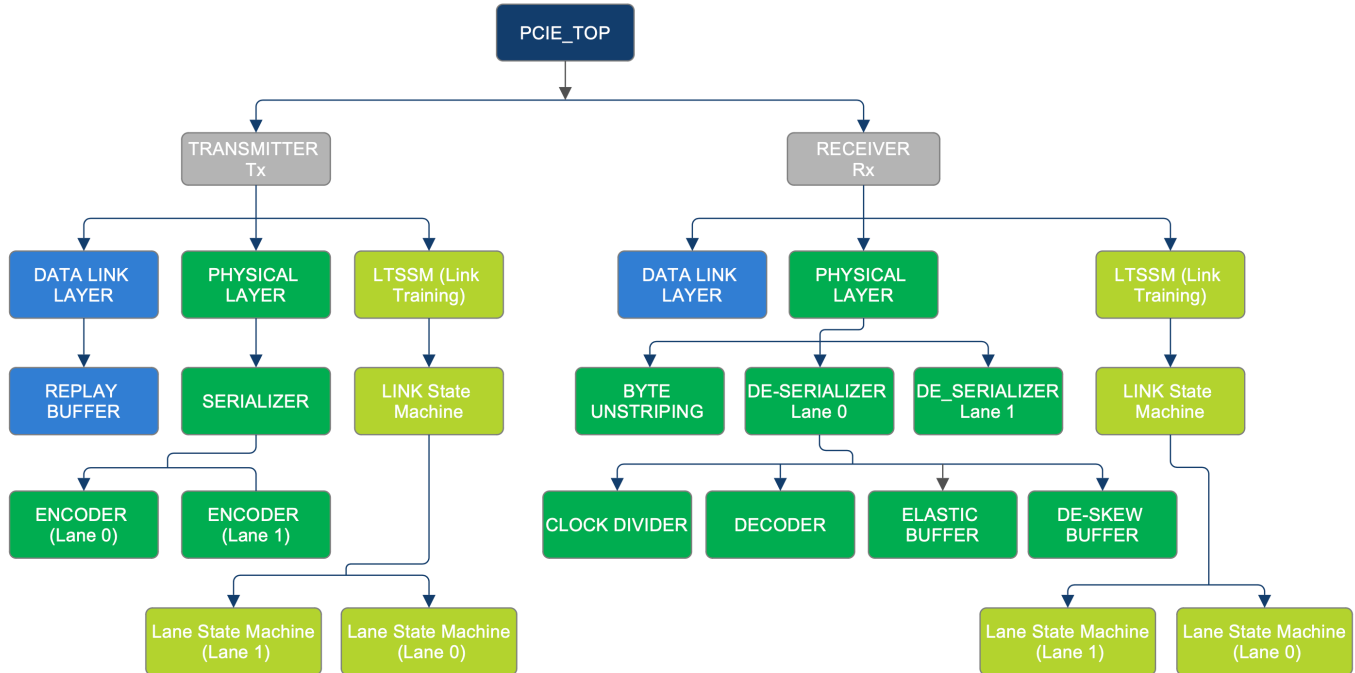 PCIE_TOP
TRANSMITTER
Tx
RECEIVER
Rx
DATA LINK
LAYER
PHYSICAL
LAYER
LTSSM (Link
Training)
DATA LINK
LAYER
PHYSICAL
LAYER
LTSSM (Link
Training)
REPLAY
BUFFER
SERIALIZER
LINK State
Machine
BYTE
UNSTRIPING
DE-SERIALIZER
Lane 0
DE_SERIALIZER
Lane 1
LINK State
Machine
ENCODER
(Lane 0)
ENCODER
(Lane 1)
CLOCK DIVIDER
DECODER
ELASTIC
BUFFER
DE-SKEW
BUFFER
Lane State Machine
(Lane 1)
Lane State Machine
(Lane 0)
Lane State Machine
(Lane 1)
Lane State Machine
(Lane 0)